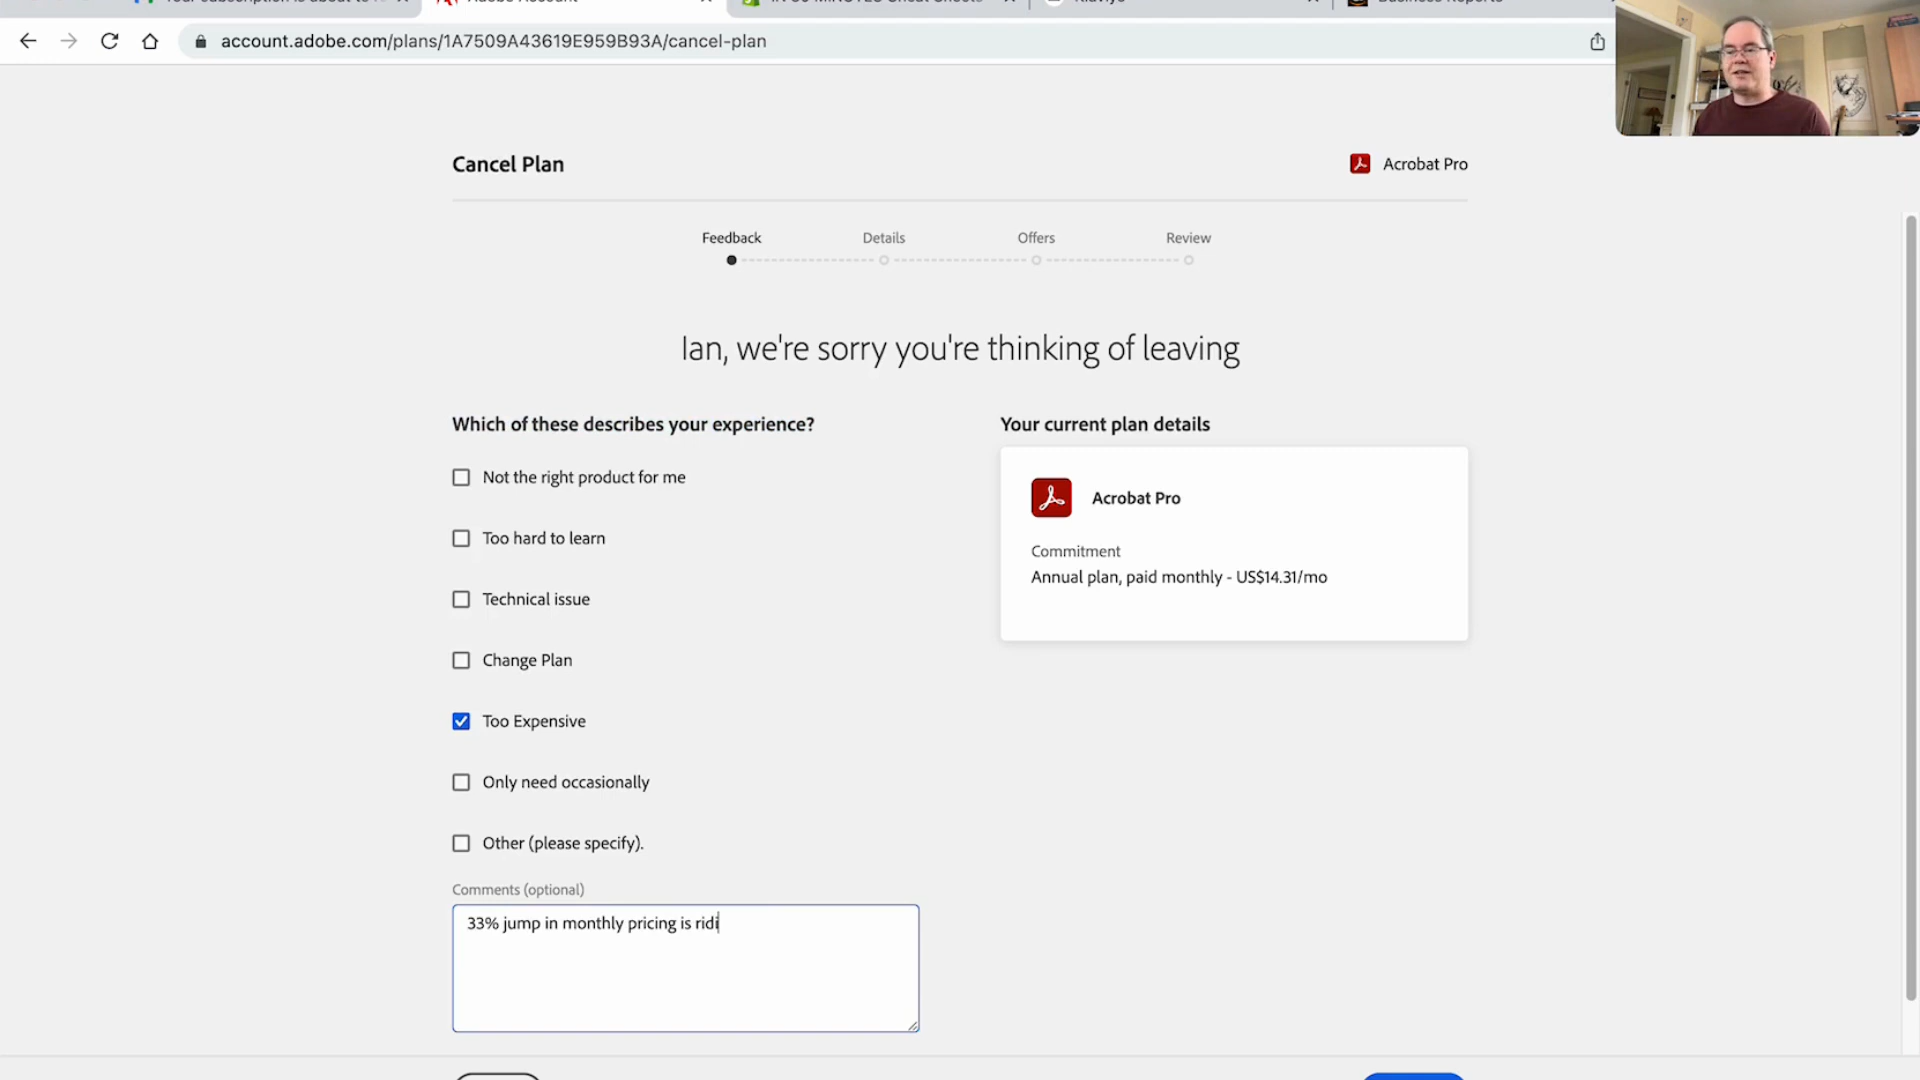 account.adobe.com/plans/1A7509A43619E959B93A/cancel-plan
Cancel Plan
Acrobat Pro
Feedback
Details
Offers
Review
Ian, we're sorry you're thinking of leaving
Which of these describes your experience?
Not the right product for me
Too hard to learn
Technical issue
Change Plan
Too Expensive
Only need occasionally
Other (please specify).
Comments (optional)
33% jump in monthly pricing is ridi
Your current plan details
Acrobat Pro
Commitment
Annual plan, paid monthly - US$14.31/mo